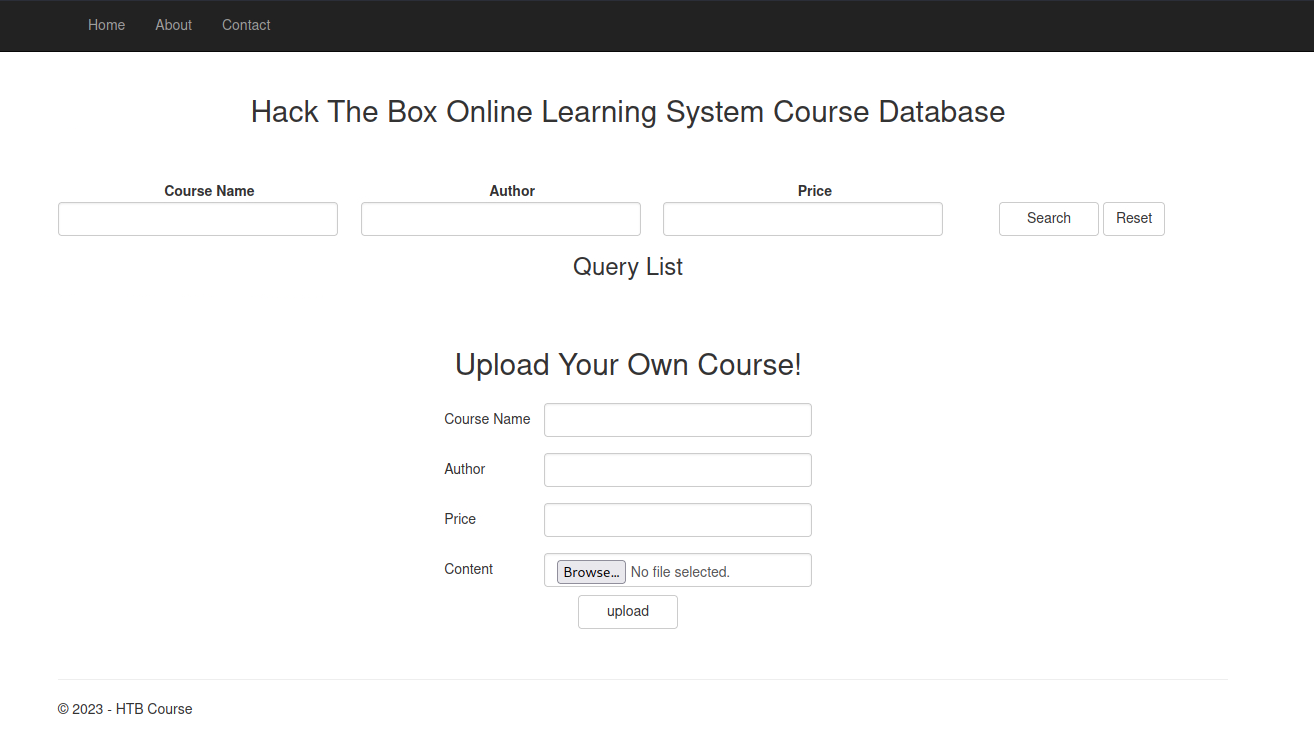 Home About Contact
Hack The Box Online Learning System Course Database
Course Name Author Price
Search Reset
Query List
Upload Your Own Course!
Course Name
Author
Price
Content Browse... No file selected.
upload
© 2023 - HTB Course